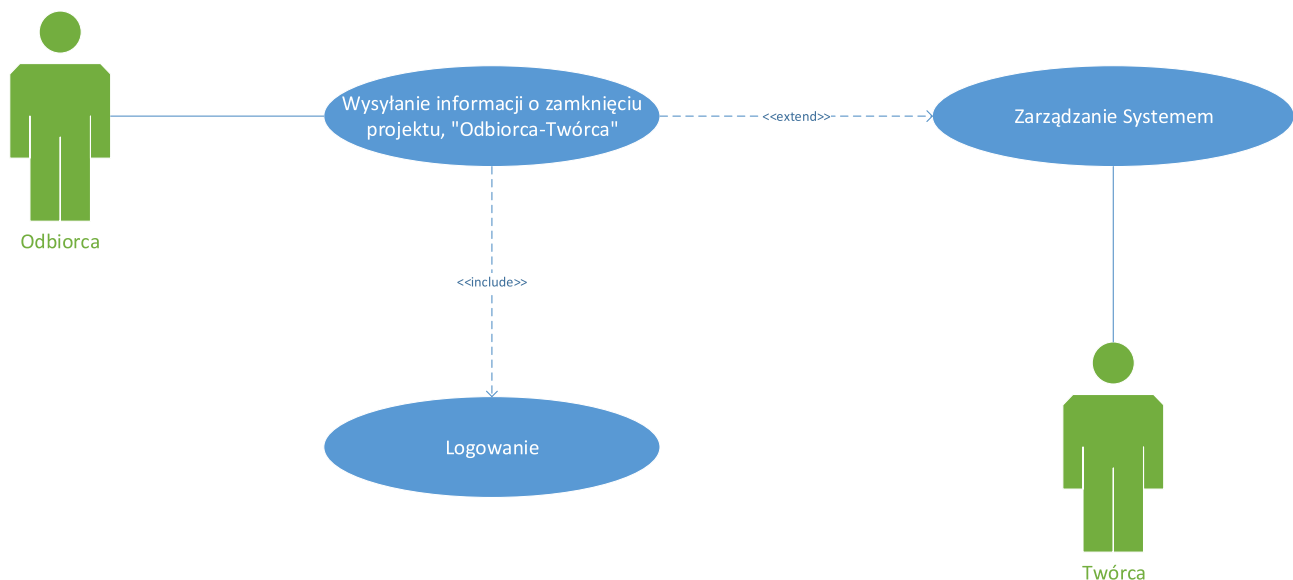 Wysyłanie informacji o zamknięciu
projektu, "Odbiorca-Twórca"
<<extend>>
Zarządzanie Systemem
Odbiorca
<<include>>
Logowanie
Twórca